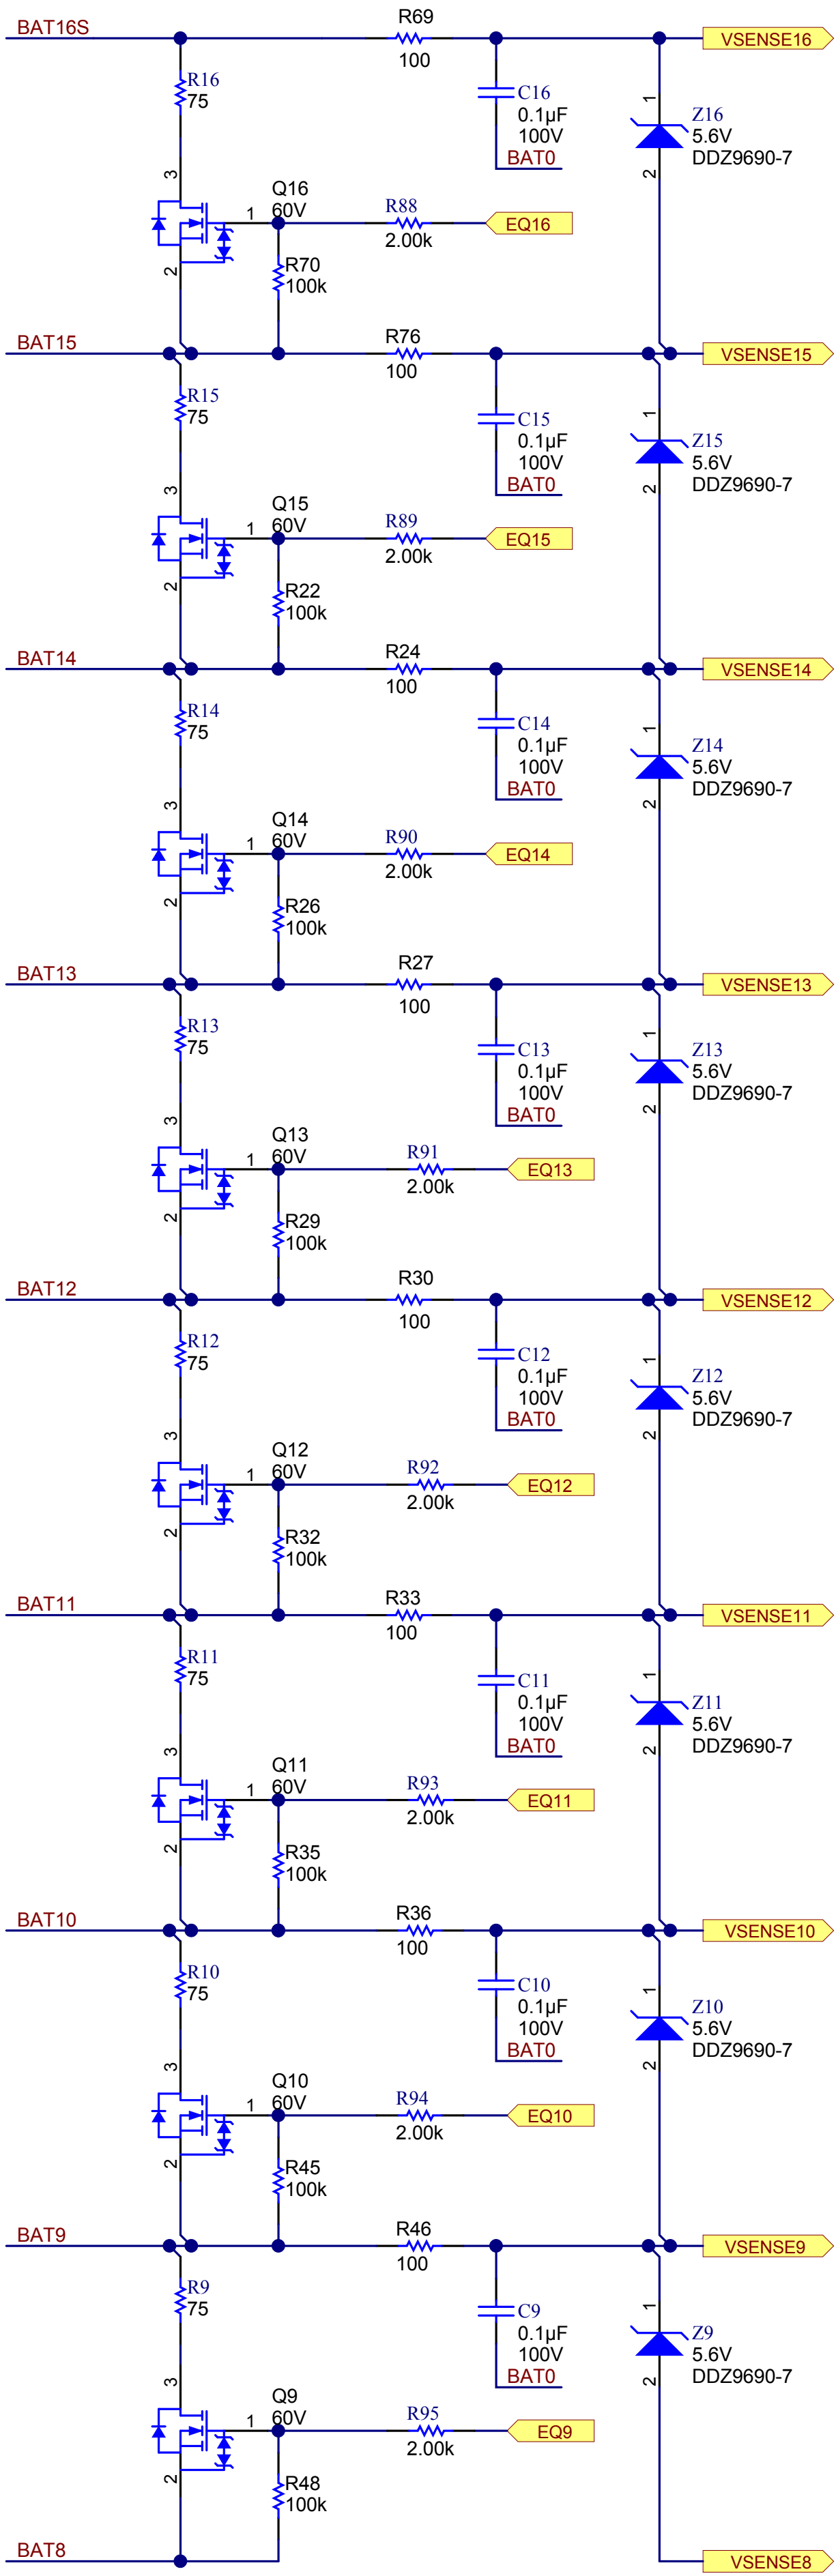 BAT16S
R69
100
VSENSE16
R16
75
C16
0.1µF
100V
BAT0
1
Z16
5.6V
DDZ9690-7
2
3
Q16
60V
1
R88
2.00k
EQ16
2
R70
100k
BAT15
R76
100
VSENSE15
R15
75
C15
0.1µF
100V
BAT0
1
Z15
5.6V
DDZ9690-7
2
3
Q15
60V
1
R89
2.00k
EQ15
2
R22
100k
BAT14
R24
100
VSENSE14
R14
75
C14
0.1µF
100V
BAT0
1
Z14
5.6V
DDZ9690-7
2
3
Q14
60V
1
R90
2.00k
EQ14
2
R26
100k
BAT13
R27
100
VSENSE13
R13
75
C13
0.1µF
100V
BAT0
1
Z13
5.6V
DDZ9690-7
2
3
Q13
60V
1
R91
2.00k
EQ13
2
R29
100k
BAT12
R30
100
VSENSE12
R12
75
C12
0.1µF
100V
BAT0
1
Z12
5.6V
DDZ9690-7
2
3
Q12
60V
1
R92
2.00k
EQ12
2
R32
100k
BAT11
R33
100
VSENSE11
R11
75
C11
0.1µF
100V
BAT0
1
Z11
5.6V
DDZ9690-7
2
3
Q11
60V
1
R93
2.00k
EQ11
2
R35
100k
BAT10
R36
100
VSENSE10
R10
75
C10
0.1µF
100V
BAT0
1
Z10
5.6V
DDZ9690-7
2
3
Q10
60V
1
R94
2.00k
EQ10
2
R45
100k
BAT9
R46
100
VSENSE9
R9
75
C9
0.1µF
100V
BAT0
1
Z9
5.6V
DDZ9690-7
2
3
Q9
60V
1
R95
2.00k
EQ9
2
R48
100k
BAT8
VSENSE8